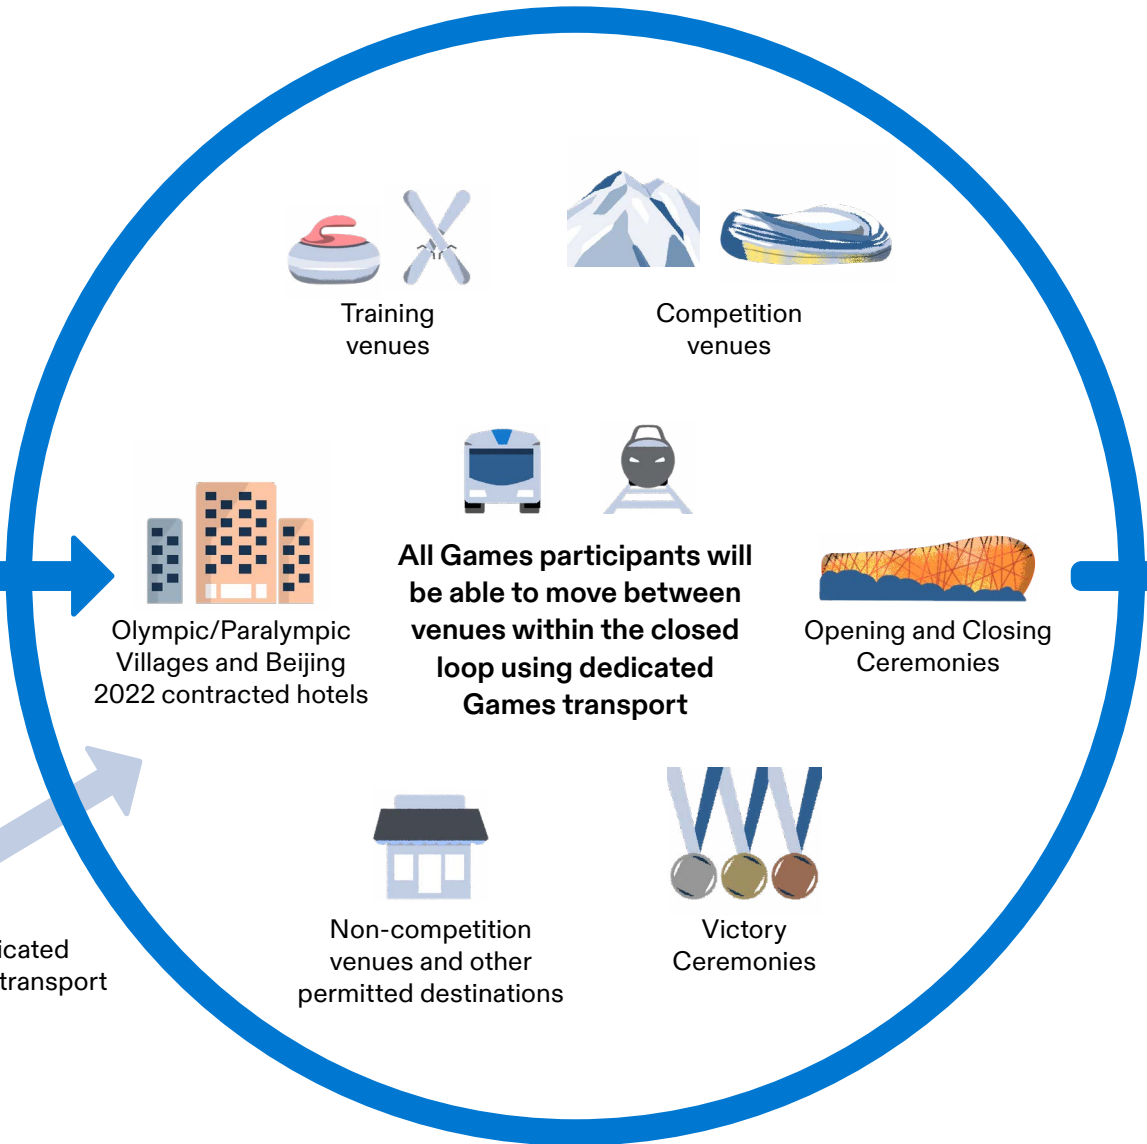 Training
venues
Competition
venues
All Games participants will
be able to move between
venues within the closed
loop using dedicated
Games transport
Olympic/Paralympic
Villages and Beijing
2022 contracted hotels
Opening and Closing
Ceremonies
Non-competition
venues and other
permitted destinations
Victory
Ceremonies
transport